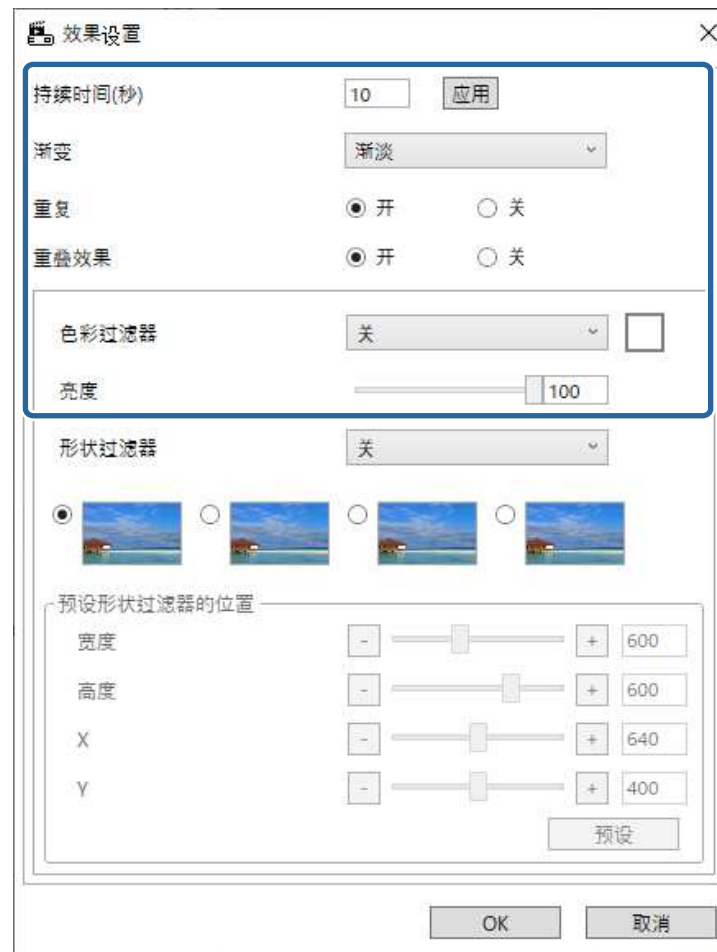 效果设置
持续时间(秒) 10 应用
渐变 渐淡
重复 开 关
重叠效果 开 关
色彩过滤器 关
亮度 100
形状过滤器 关
预设形状过滤器的位置
宽度 - + 600
高度 - + 600
X - + 640
Y - + 400
预设
OK 取消